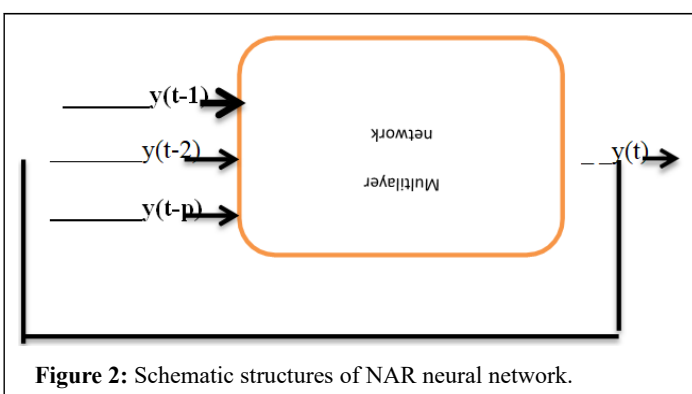 y(t-1)
y(t-2)
y(t-p)
Multilayer
network
y(t)
Figure 2: Schematic structures of NAR neural network.